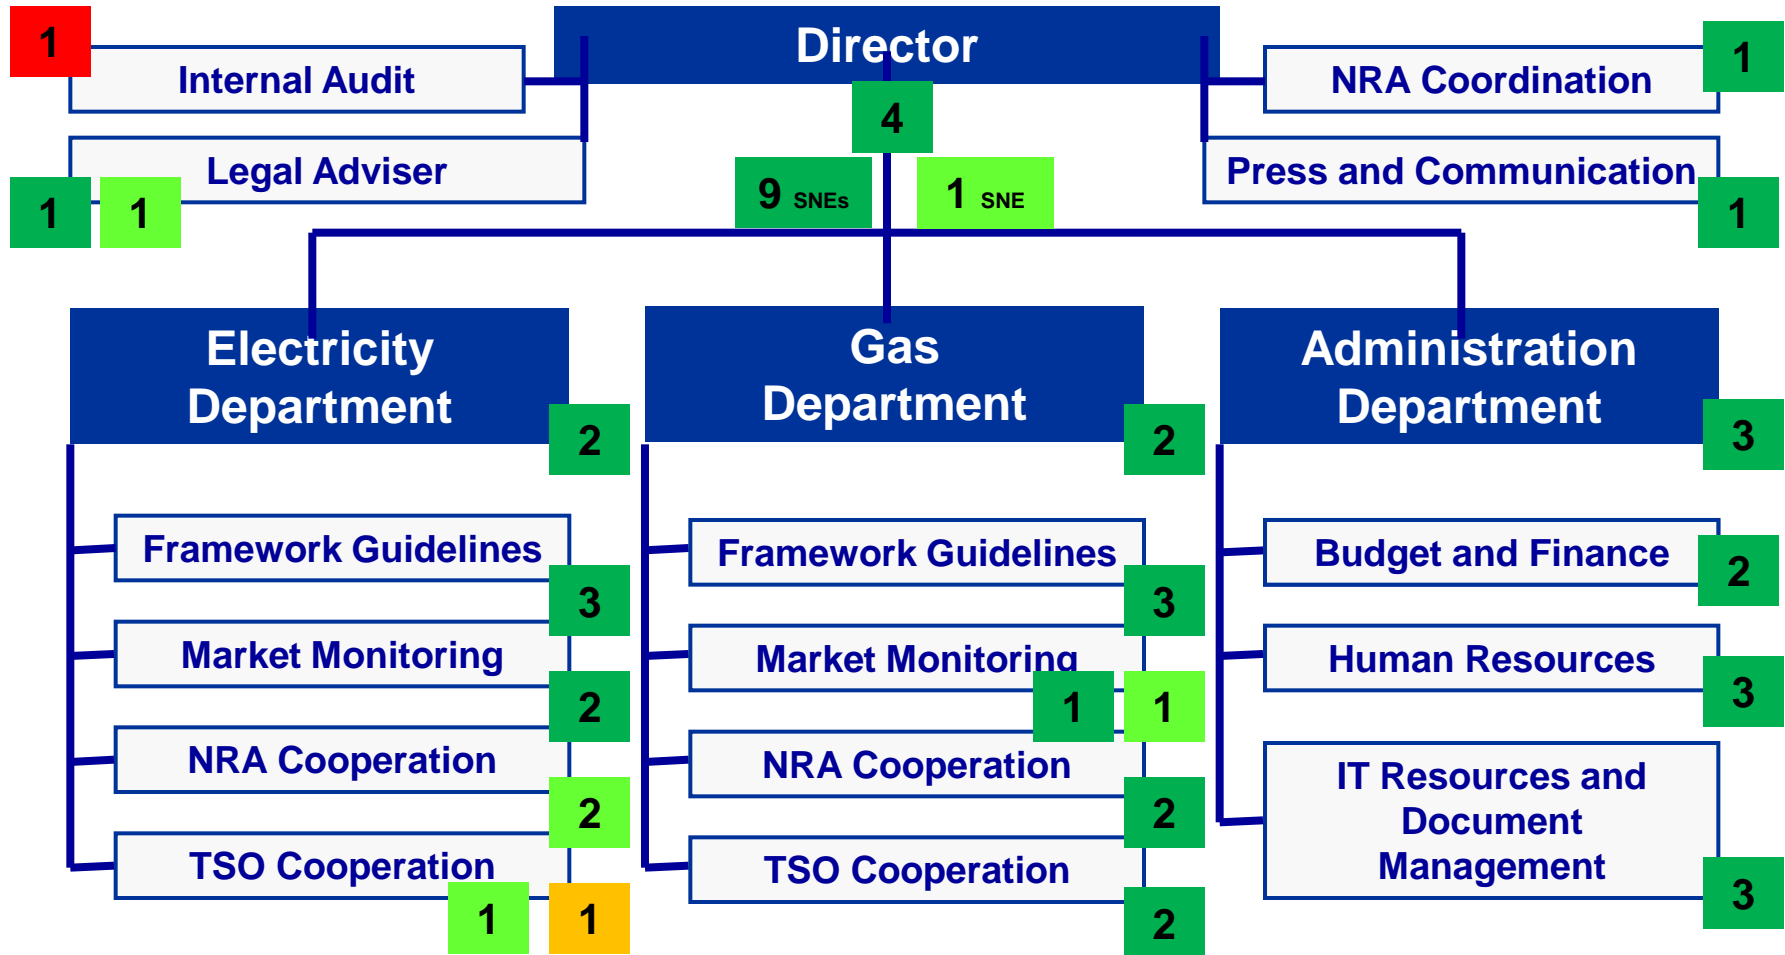 1
Internal Audit
Director
NRA Coordination
1
4
Legal Adviser
1
1
9 SNEs
1 SNE
Press and Communication
1
Electricity
Department
2
Gas
Department
2
Administration
Department
3
Framework Guidelines
3
Market Monitoring
2
NRA Cooperation
2
TSO Cooperation
1
1
Framework Guidelines
3
Market Monitoring
1
1
NRA Cooperation
2
TSO Cooperation
2
Budget and Finance
2
Human Resources
3
IT Resources and
Document
Management
3